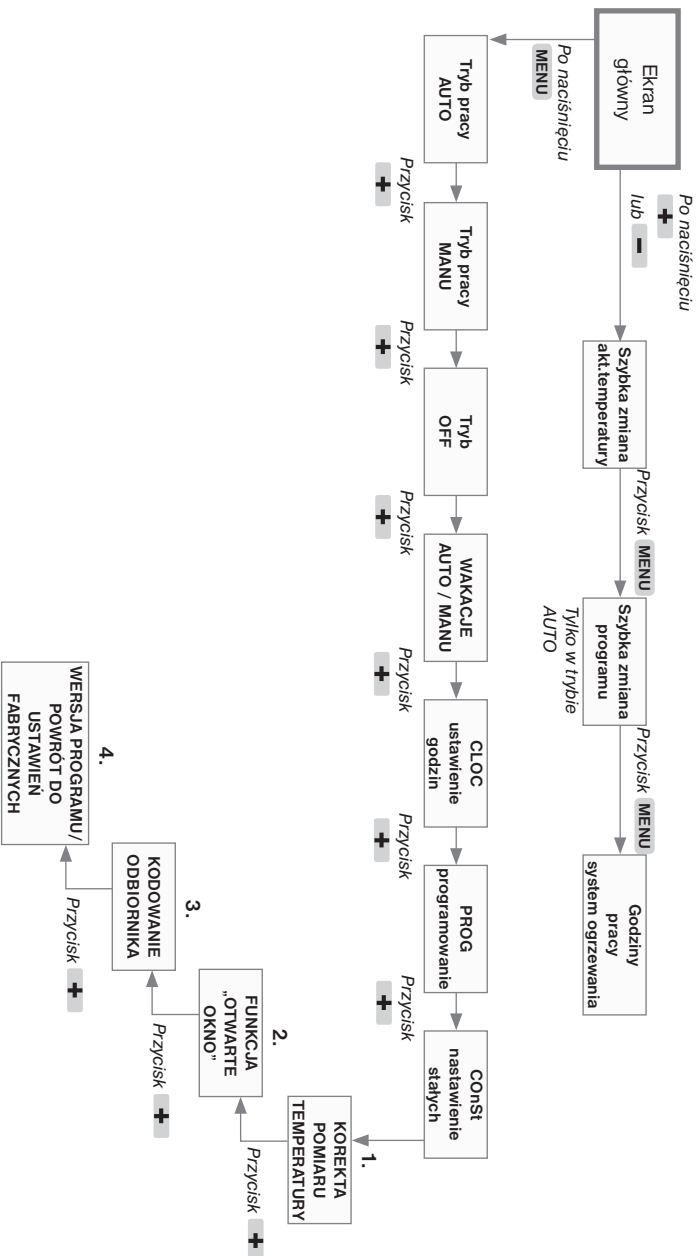 Ekran
główny
Po naciśnięciu
+
lub -
Szybka zmiana
akt.temperatury
Przycisk MENU
Szybka zmiana
programu
Tylko w trybie
AUTO
Przycisk MENU
Godziny
pracy
system ogrzewania
Po naciśnięciu
MENU
Tryb pracy
AUTO
Przycisk
+
Tryb pracy
MANU
Przycisk
+
Tryb
OFF
Przycisk
+
WAKACJE
AUTO / MANU
Przycisk
+
CLOC
ustawienie
godzin
Przycisk
+
PROG
programowanie
Przycisk
+
COnSt
nastawienie
stałych
1.
KOREKTA
POMIARU
TEMPERATURY
Przycisk +
2.
FUNKCJA
„OTWARTE
OKNO”
Przycisk +
3.
KODOWANIE
ODBIORNIKA
Przycisk +
4.
WERSJA PROGRAMU/
POWRÓT DO
USTAWIEŃ
FABRYCZNYCH